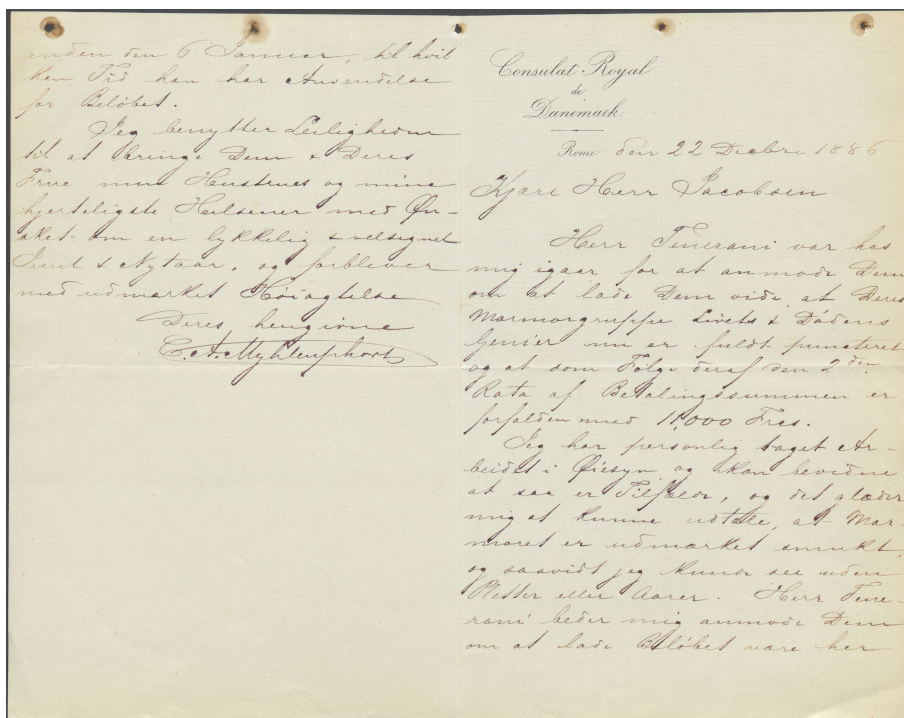 Consulat Royal
de
Danemark
Rome den 22 Decbre 1886
Kjære Herr Jacobsen
Herr Tenerani var hos
mig igaar for at anmode Dem
om at lade Dem vide, at Deres
Marmorgruppe Livets & Dødens
Genier nu er fuldt puncteret
og at som Følge deraf den 2den
Rata af Betalingssummen er
forfalden med 11,000 Frcs.
Jeg har personlig taget Ar-
beidet i Øiesyn og kan bevidne
at saa er Tilfælde, og det glæder
mig at kunne udtale, at Mar-
moret er udmærket smukt,
og saavidt jeg kunde see uden
Pletter eller Aarer. Herr Tene-
rani beder mig anmode Dem
om at lade Beløbet være her
inden den 6 Januar, til hvil
ken Tid han har Anvendelse
for Beløbet.
Jeg benytter Leiligheden
til at bringe Dem & Deres
Frue min Hustrues og mine
hjerteligste Hilsener med Øn-
sket om en lykkelig & velsignet
Juul & Nytaar, og forbliver
med udmærket Høiagtelse
Deres hengivne